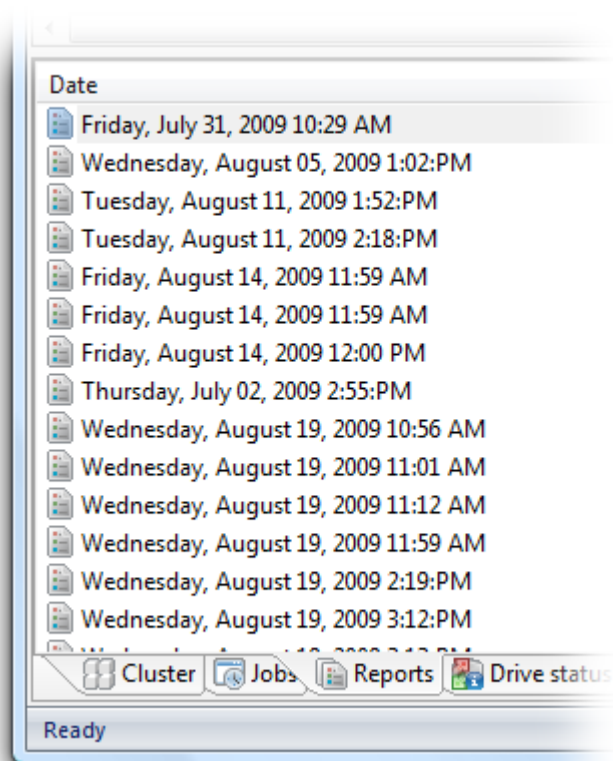 Date
Friday, July 31, 2009 10:29 AM
Wednesday, August 05, 2009 1:02:PM
Tuesday, August 11, 2009 1:52:PM
Tuesday, August 11, 2009 2:18:PM
Friday, August 14, 2009 11:59 AM
Friday, August 14, 2009 11:59 AM
Friday, August 14, 2009 12:00 PM
Thursday, July 02, 2009 2:55:PM
Wednesday, August 19, 2009 10:56 AM
Wednesday, August 19, 2009 11:01 AM
Wednesday, August 19, 2009 11:12 AM
Wednesday, August 19, 2009 11:59 AM
Wednesday, August 19, 2009 2:19:PM
Wednesday, August 19, 2009 3:12:PM
Cluster Jobs Reports Drive status
Ready